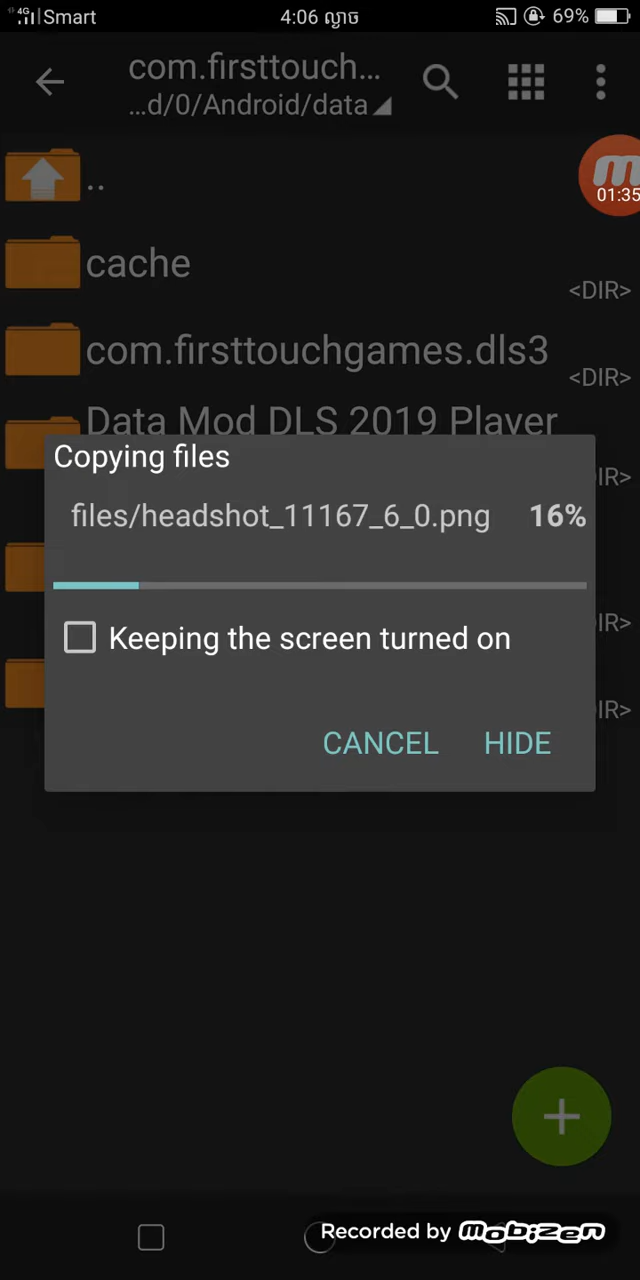 4G Smart 4:06 ល្ងាច 69%
com.firsttouch...
...d/0/Android/data
01:35
..
cache
<DIR>
com.firsttouchgames.dls3
<DIR>
Data Mod DLS 2019 Player
Copying files
files/headshot_11167_6_0.png 16%
Keeping the screen turned on
CANCEL HIDE
Recorded by mobizen